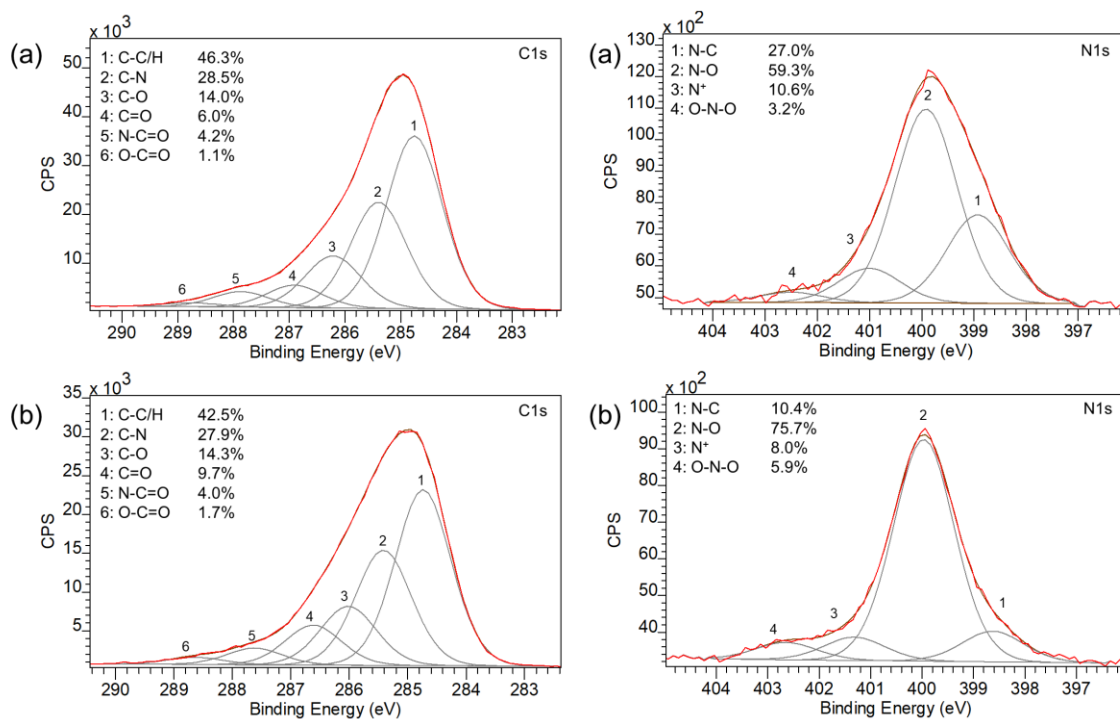 (a)
x 10³
C1s
1: C-C/H 46.3%
2: C-N 28.5%
3: C-O 14.0%
4: C=O 6.0%
5: N-C=O 4.2%
6: O-C=O 1.1%
50
40
30
20
10
CPS
1
2
3
4
5
6
290 289 288 287 286 285 284 283
Binding Energy (eV)
(a)
x 10²
N1s
1: N-C 27.0%
2: N-O 59.3%
3: N⁺ 10.6%
4: O-N-O 3.2%
130
120
110
100
90
80
70
60
50
CPS
2
1
3
4
404 403 402 401 400 399 398 397
Binding Energy (eV)
(b)
x 10³
C1s
1: C-C/H 42.5%
2: C-N 27.9%
3: C-O 14.3%
4: C=O 9.7%
5: N-C=O 4.0%
6: O-C=O 1.7%
35
30
25
20
15
10
5
CPS
1
2
3
4
5
6
290 289 288 287 286 285 284 283
Binding Energy (eV)
(b)
x 10²
N1s
1: N-C 10.4%
2: N-O 75.7%
3: N⁺ 8.0%
4: O-N-O 5.9%
100
90
80
70
60
50
40
CPS
2
1
3
4
404 403 402 401 400 399 398 397
Binding Energy (eV)